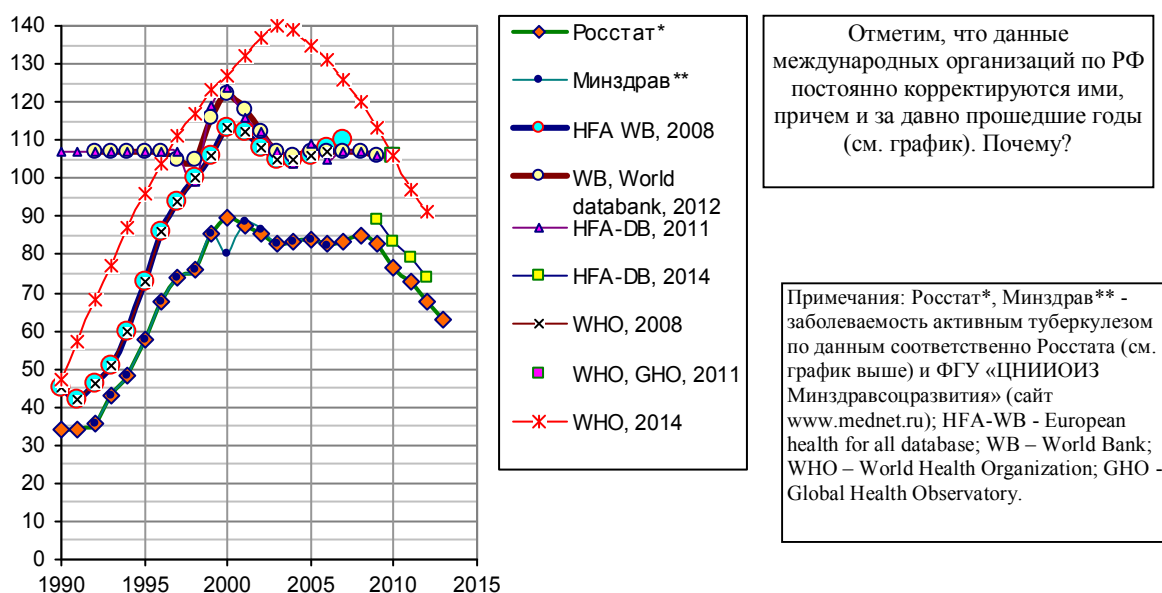 140
130
120
110
100
90
80
70
60
50
40
30
20
10
0
1990 1995 2000 2005 2010 2015
Росстат*
Минздрав**
HFA WB, 2008
WB, World
databank, 2012
HFA-DB, 2011
HFA-DB, 2014
WHO, 2008
WHO, GHO, 2011
WHO, 2014
Отметим, что данные
международных организаций по РФ
постоянно корректируются ими,
причем и за давно прошедшие годы
(см. график). Почему?
Примечания: Росстат*, Минздрав** -
заболеваемость активным туберкулезом
по данным соответственно Росстата (см.
график выше) и ФГУ «ЦНИИОИЗ
Минздравсоцразвития» (сайт
www.mednet.ru); HFA-WB - European
health for all database; WB – World Bank;
WHO – World Health Organization; GHO -
Global Health Observatory.